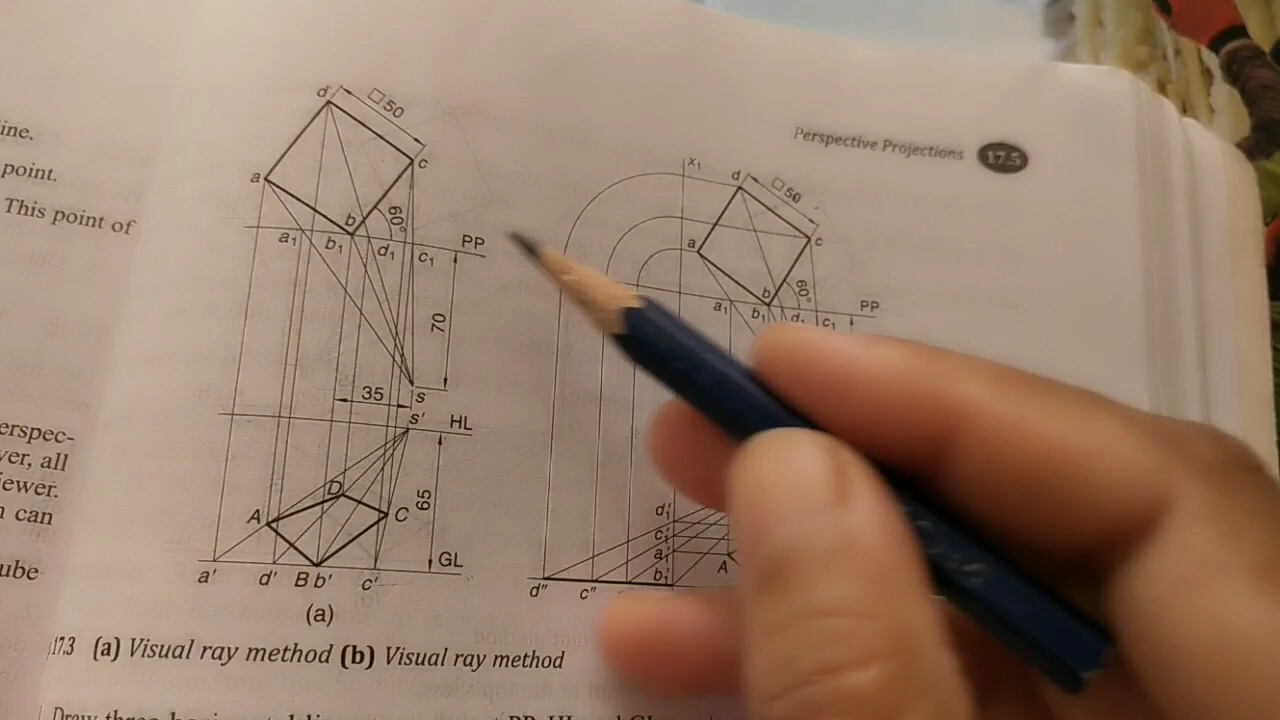 ine.
point.
This point of
erspec-
yer, all
iewer.
n can
ube
Perspective Projections 17.5
d
□50
c
a
b
60°
a1 b1 d1 c1 PP
70
35
s
s' HL
D
A
C
65
GL
a' d' B b' c'
(a)
x1
d
□50
a
c
b
60°
a1 b1 d1 c1 PP
d1'
c1'
a1'
b1'
A
d" c"
17.3 (a) Visual ray method (b) Visual ray method